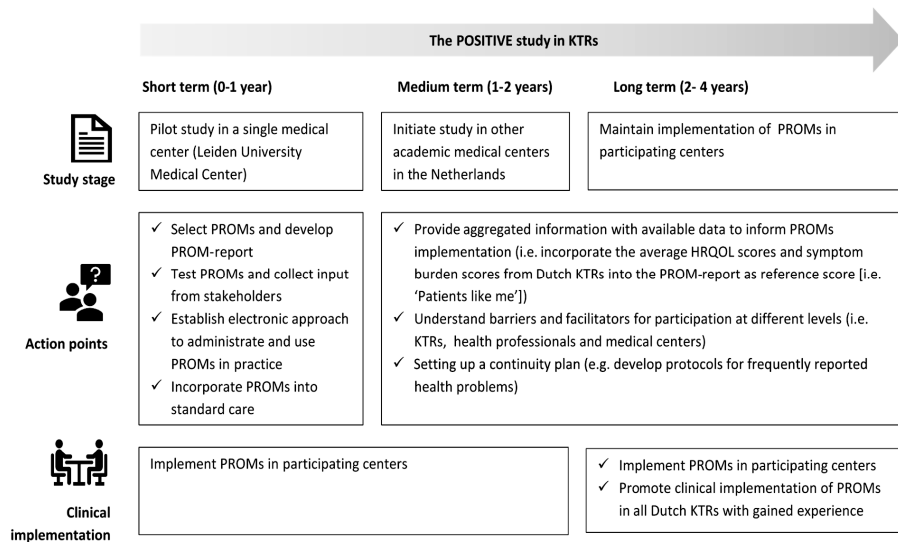 The POSITIVE study in KTRs
Short term (0-1 year)
Medium term (1-2 years)
Long term (2- 4 years)
Study stage
Pilot study in a single medical
center (Leiden University
Medical Center)
Initiate study in other
academic medical centers
in the Netherlands
Maintain implementation of PROMs in
participating centers
?
Action points
✓ Select PROMs and develop
PROM-report
✓ Test PROMs and collect input
from stakeholders
✓ Establish electronic approach
to administrate and use
PROMs in practice
✓ Incorporate PROMs into
standard care
✓ Provide aggregated information with available data to inform PROMs
implementation (i.e. incorporate the average HRQOL scores and symptom
burden scores from Dutch KTRs into the PROM-report as reference score [i.e.
'Patients like me'])
✓ Understand barriers and facilitators for participation at different levels (i.e.
KTRs, health professionals and medical centers)
✓ Setting up a continuity plan (e.g. develop protocols for frequently reported
health problems)
Clinical
implementation
Implement PROMs in participating centers
✓ Implement PROMs in participating centers
✓ Promote clinical implementation of PROMs
in all Dutch KTRs with gained experience